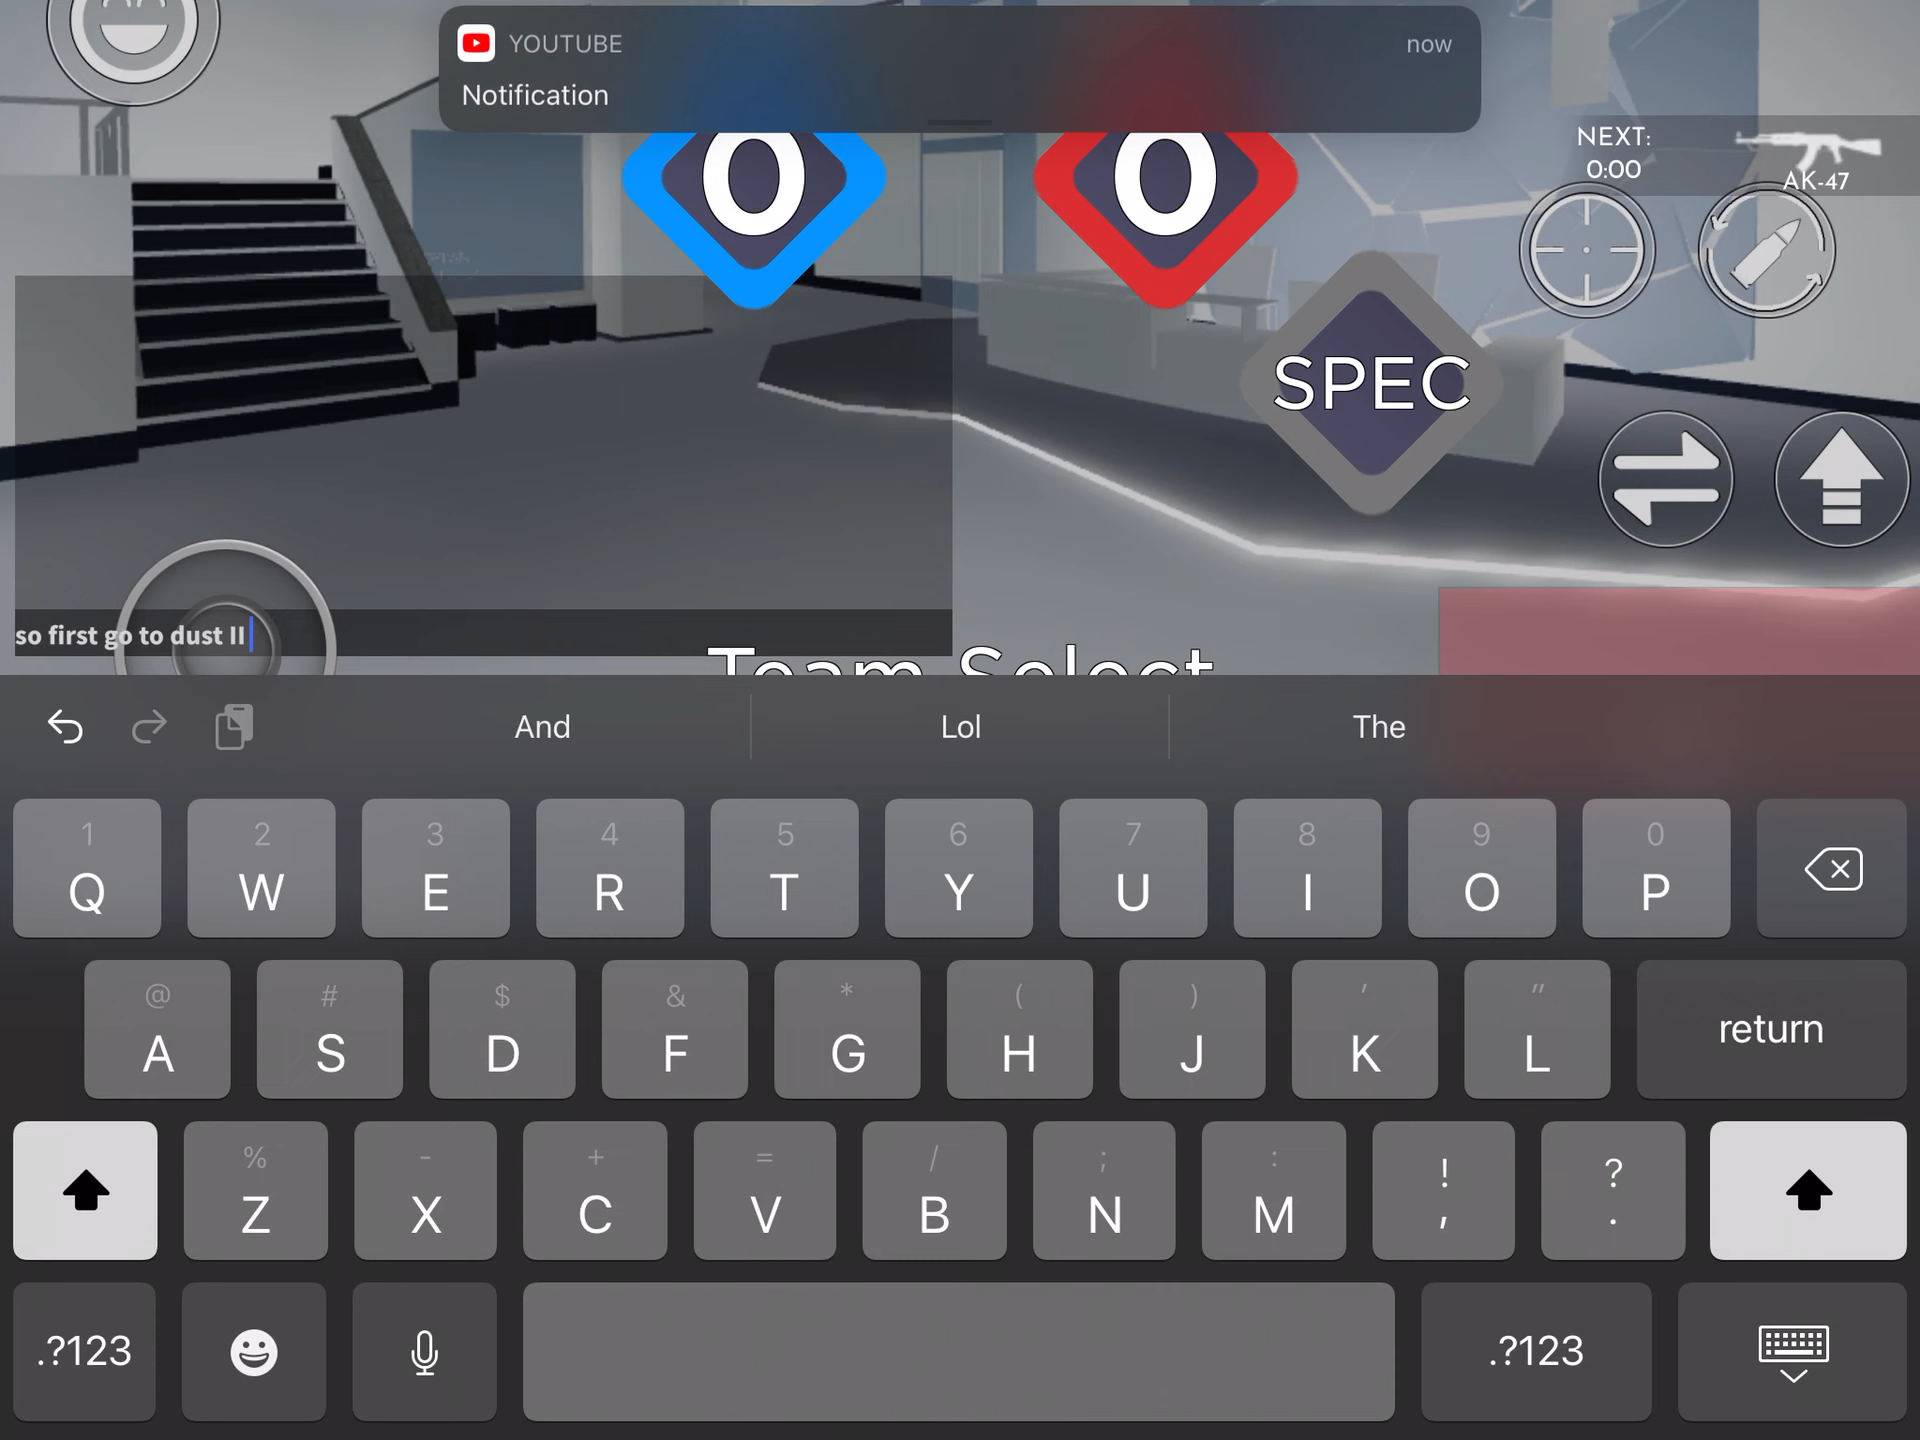 YOUTUBE
now
Notification
0
0
NEXT:
0:00
AK-47
SPEC
so first go to dust II
Team Select
And
Lol
The
1 2 3 4 5 6 7 8 9 0
Q W E R T Y U I O P
@ # $ & * ( ) ' "
A S D F G H J K L
return
% - + = / ; : ! ?
Z X C V B N M , .
.?123
.?123